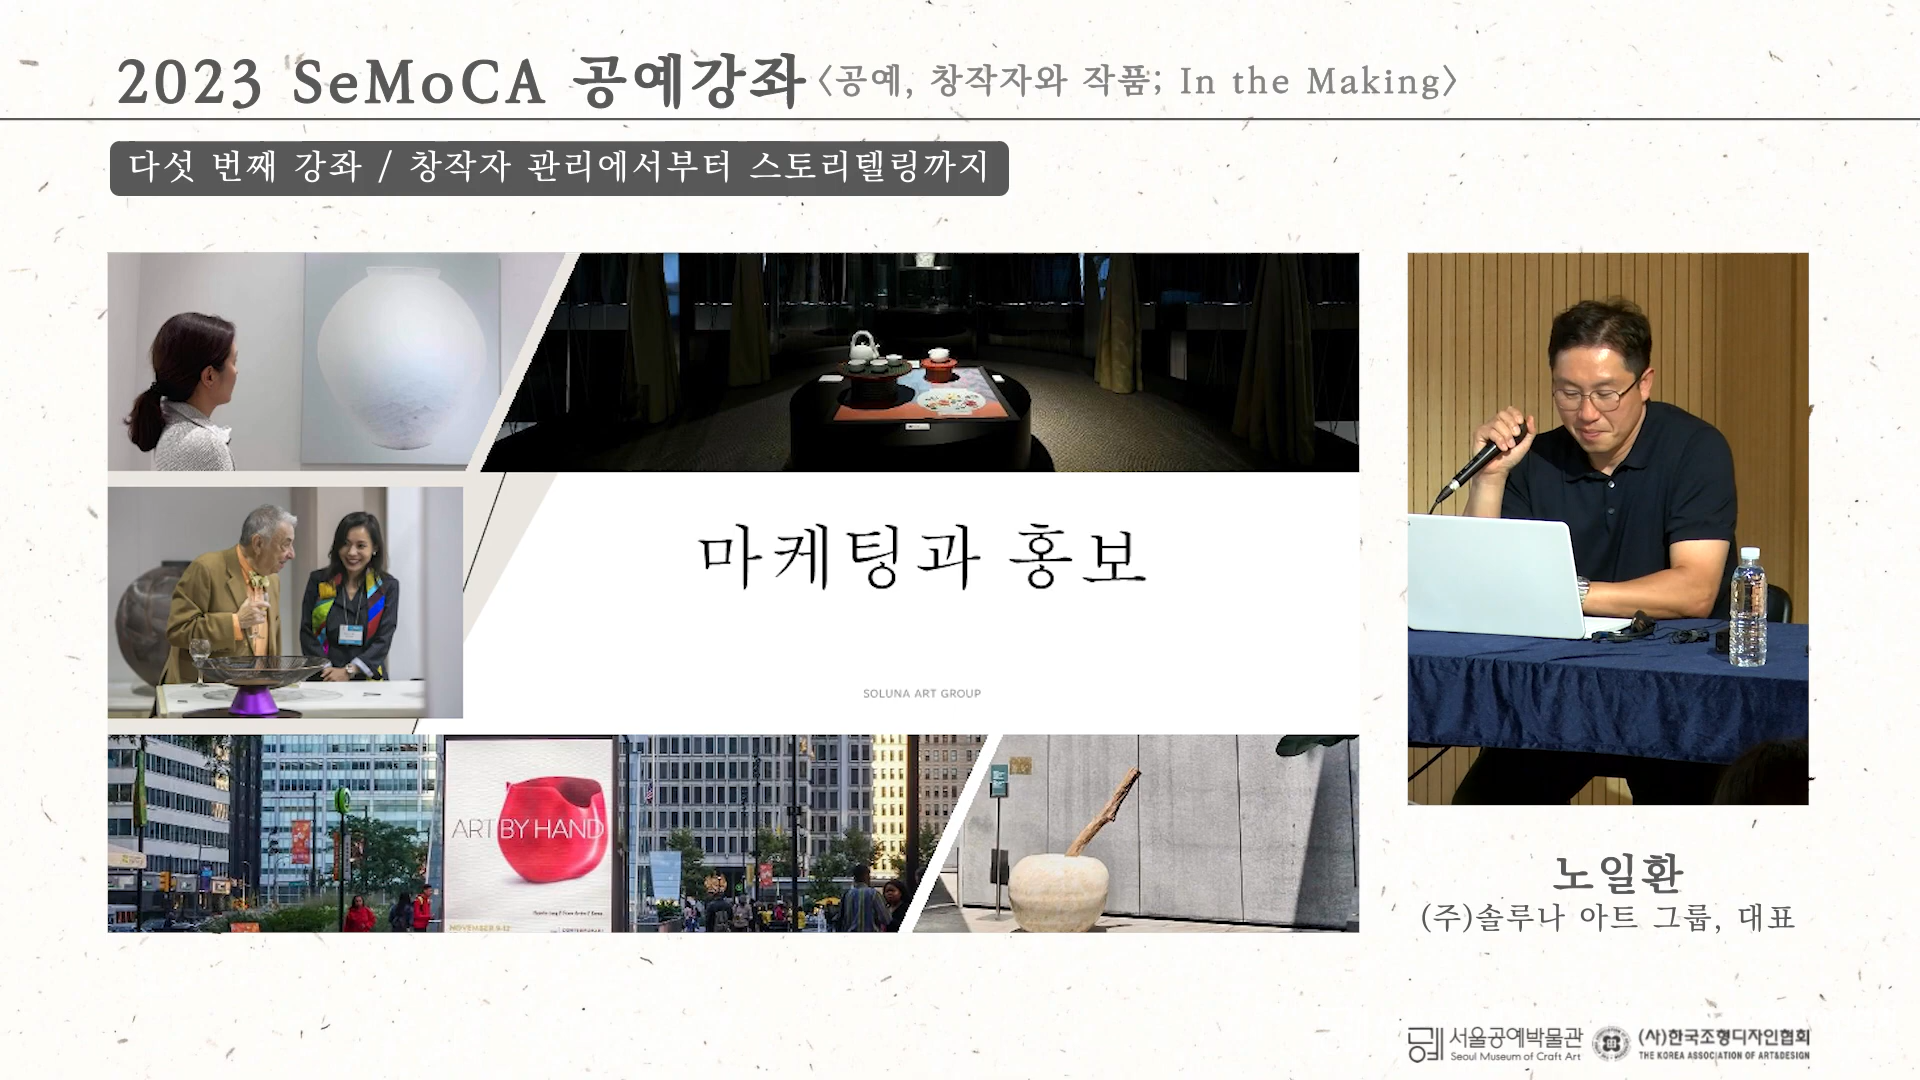 2023 SeMoCA 공예강좌 〈공예, 창작자와 작품; In the Making〉
다섯 번째 강좌 / 창작자 관리에서부터 스토리텔링까지
마케팅과 홍보
SOLUNA ART GROUP
ART BY HAND
NOVEMBER 9-12
노일환
(주)솔루나 아트 그룹, 대표
서울공예박물관
Seoul Museum of Craft Art
(사)한국조형디자인협회
THE KOREA ASSOCIATION OF ART&DESIGN